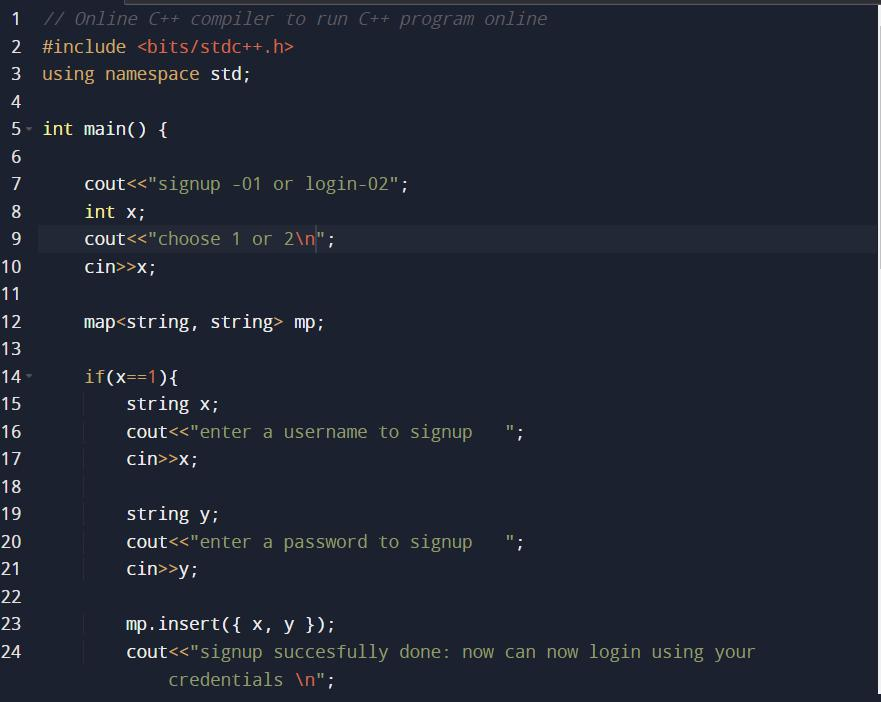 1 // Online C++ compiler to run C++ program online
2 #include <bits/stdc++.h>
3 using namespace std;
4
5 int main() {
6
7 cout<<"signup -01 or login-02";
8 int x;
9 cout<<"choose 1 or 2\n";
10 cin>>x;
11
12 map<string, string> mp;
13
14 if(x==1){
15 string x;
16 cout<<"enter a username to signup   ";
17 cin>>x;
18
19 string y;
20 cout<<"enter a password to signup   ";
21 cin>>y;
22
23 mp.insert({ x, y });
24 cout<<"signup succesfully done: now can now login using your
credentials \n";